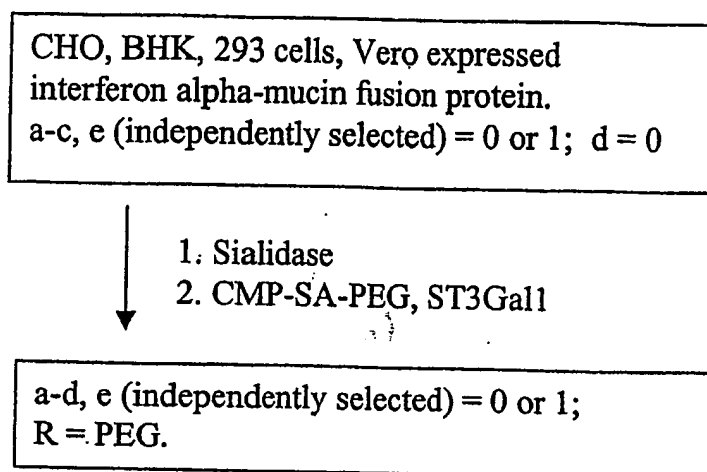 CHO, BHK, 293 cells, Vero expressed
interferon alpha-mucin fusion protein.
a-c, e (independently selected) = 0 or 1; d = 0
1. Sialidase
2. CMP-SA-PEG, ST3Gal1
a-d, e (independently selected) = 0 or 1;
R = PEG.